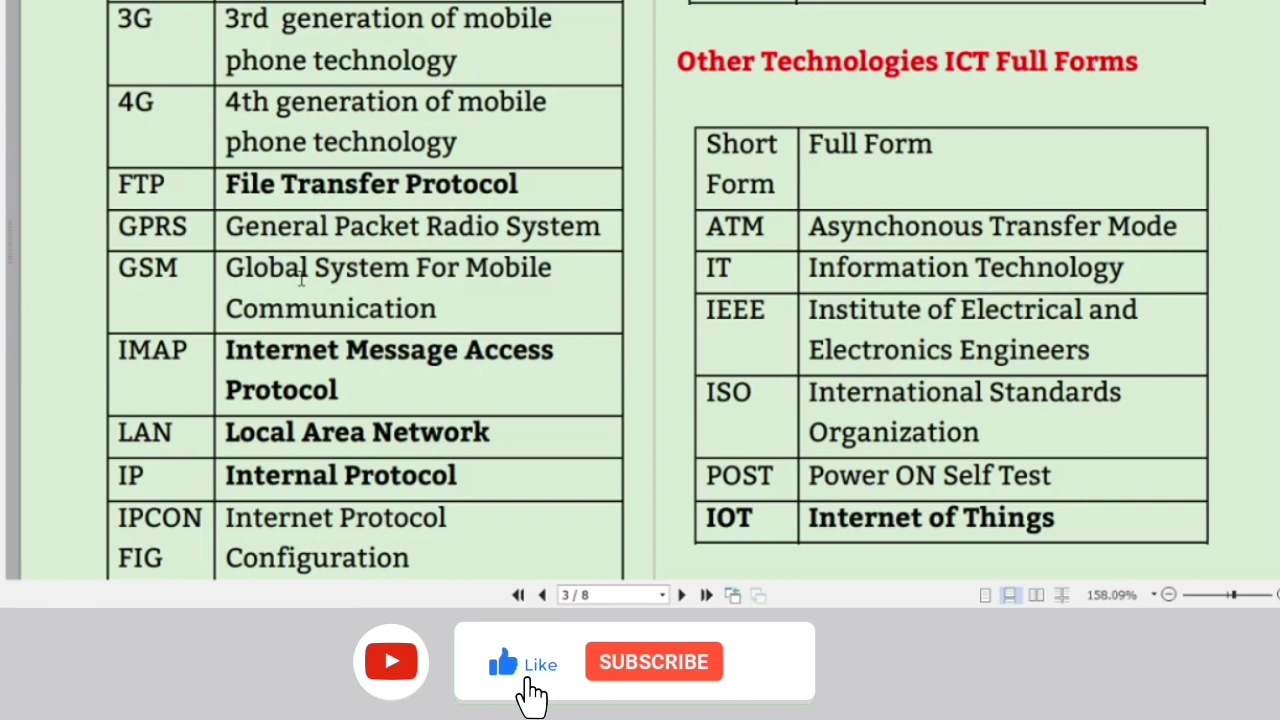 3G
3rd generation of mobile
phone technology
4G
4th generation of mobile
phone technology
FTP
File Transfer Protocol
GPRS
General Packet Radio System
GSM
Global System For Mobile
Communication
IMAP
Internet Message Access
Protocol
LAN
Local Area Network
IP
Internal Protocol
IPCON
FIG
Internet Protocol
Configuration
Other Technologies ICT Full Forms
Short
Form
Full Form
ATM
Asynchonous Transfer Mode
IT
Information Technology
IEEE
Institute of Electrical and
Electronics Engineers
ISO
International Standards
Organization
POST
Power ON Self Test
IOT
Internet of Things
3 / 8
158.09%
Like
SUBSCRIBE